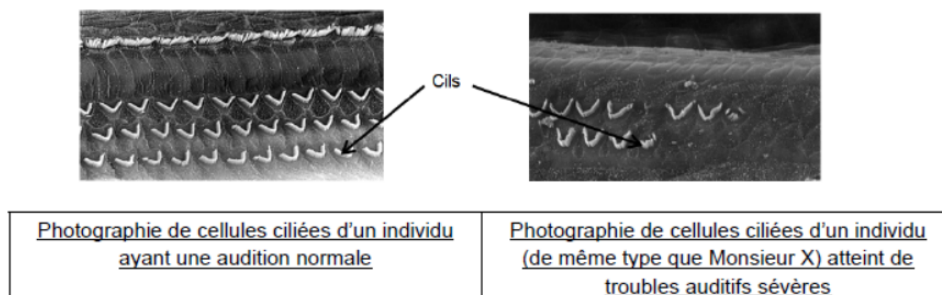 Cils
Photographie de cellules ciliées d'un individu
ayant une audition normale
Photographie de cellules ciliées d'un individu
(de même type que Monsieur X) atteint de
troubles auditifs sévères